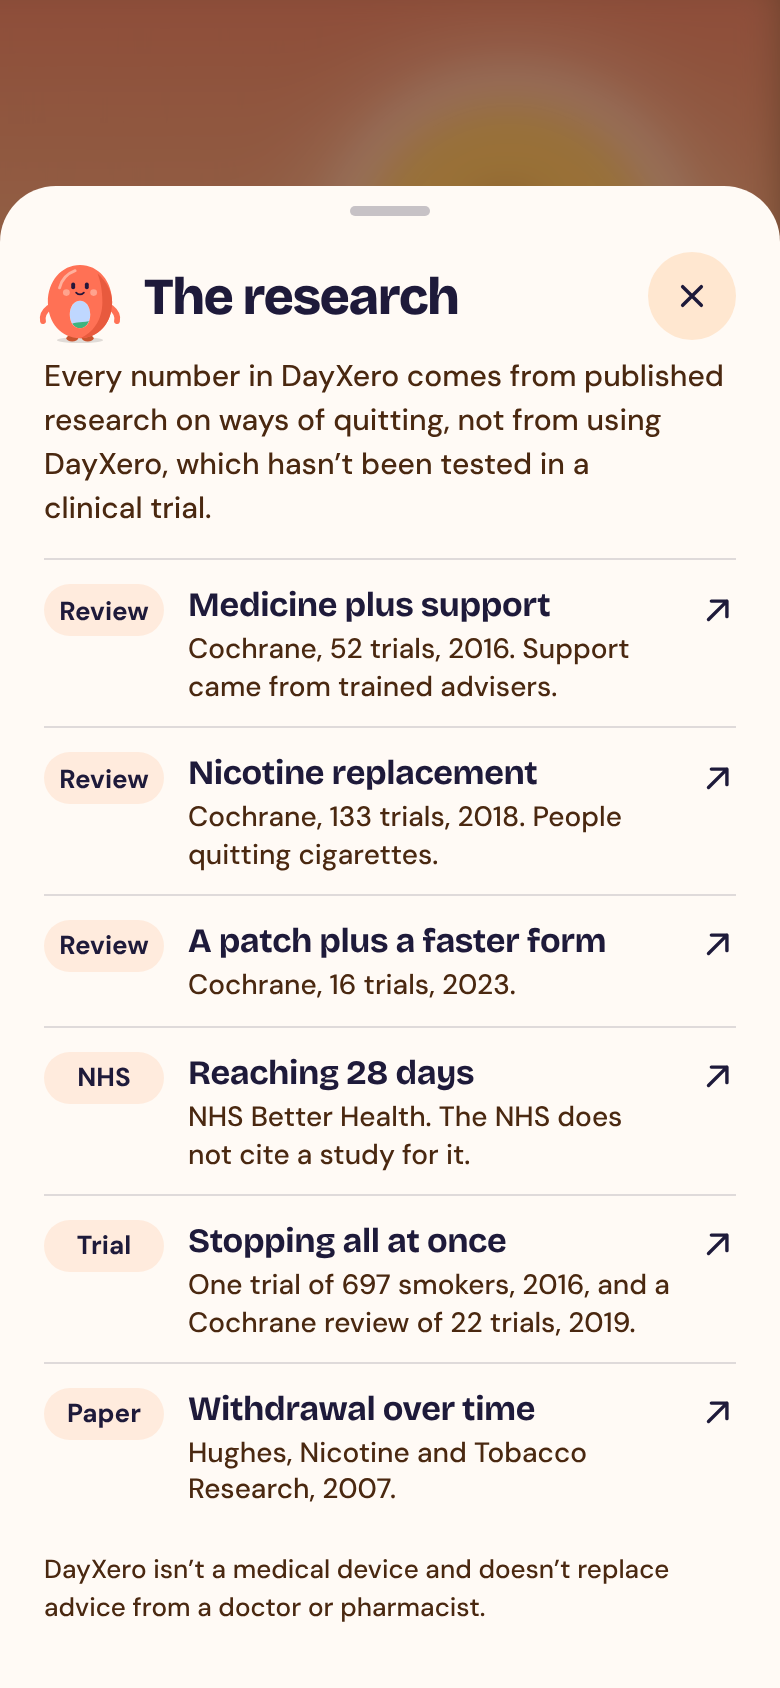 The research
Every number in DayXero comes from published
research on ways of quitting, not from using
DayXero, which hasn’t been tested in a
clinical trial.
Review
Medicine plus support
Cochrane, 52 trials, 2016. Support
came from trained advisers.
Review
Nicotine replacement
Cochrane, 133 trials, 2018. People
quitting cigarettes.
Review
A patch plus a faster form
Cochrane, 16 trials, 2023.
NHS
Reaching 28 days
NHS Better Health. The NHS does
not cite a study for it.
Trial
Stopping all at once
One trial of 697 smokers, 2016, and a
Cochrane review of 22 trials, 2019.
Paper
Withdrawal over time
Hughes, Nicotine and Tobacco
Research, 2007.
DayXero isn’t a medical device and doesn’t replace
advice from a doctor or pharmacist.